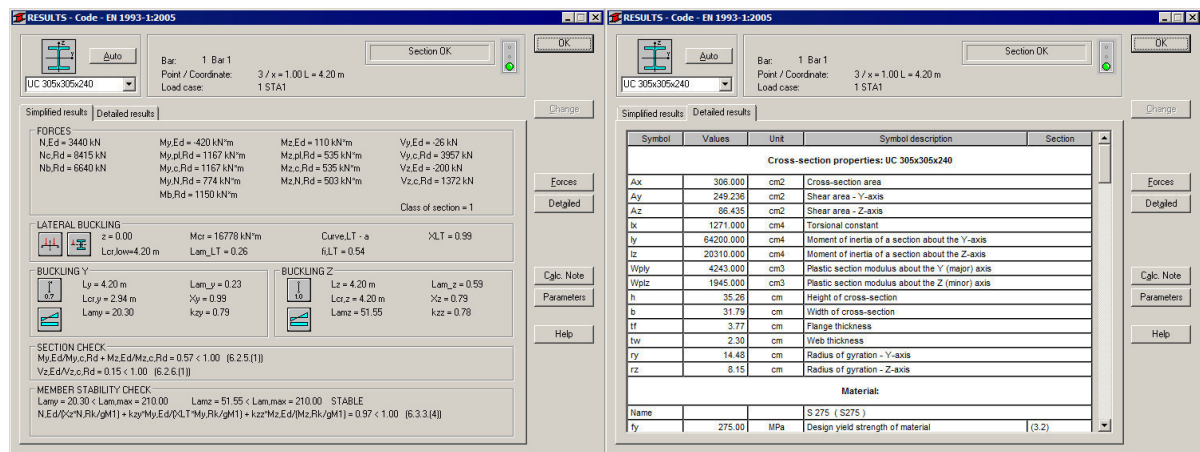 RESULTS - Code - EN 1993-1:2005
Auto
UC 305x305x240
Bar: 1 Bar 1
Point / Coordinate: 3 / x = 1.00 L = 4.20 m
Load case: 1 STA1
Section OK
OK
Simplified results Detailed results
Change
FORCES
N,Ed = 3440 kN My,Ed = -420 kN*m Mz,Ed = 110 kN*m Vy,Ed = -26 kN
Nc,Rd = 8415 kN My,pl,Rd = 1167 kN*m Mz,pl,Rd = 535 kN*m Vy,c,Rd = 3957 kN
Nb,Rd = 6640 kN My,c,Rd = 1167 kN*m Mz,c,Rd = 535 kN*m Vz,Ed = -200 kN
My,N,Rd = 774 kN*m Mz,N,Rd = 503 kN*m Vz,c,Rd = 1372 kN
Mb,Rd = 1150 kN*m
Class of section = 1
Forces
Detailed
LATERAL BUCKLING
z = 0.00 Mcr = 16778 kN*m Curve,LT - a XLT = 0.99
Lcr,low=4.20 m Lam_LT = 0.26 fi,LT = 0.54
BUCKLING Y
0.7
Ly = 4.20 m Lam_y = 0.23
Lcr,y = 2.94 m Xy = 0.99
Lamy = 20.30 kzy = 0.79
BUCKLING Z
1.0
Lz = 4.20 m Lam_z = 0.59
Lcr,z = 4.20 m Xz = 0.79
Lamz = 51.55 kzz = 0.78
Calc. Note
Parameters
Help
SECTION CHECK
My,Ed/My,c,Rd + Mz,Ed/Mz,c,Rd = 0.57 < 1.00 (6.2.5.(1))
Vz,Ed/Vz,c,Rd = 0.15 < 1.00 (6.2.6.(1))
MEMBER STABILITY CHECK
Lamy = 20.30 < Lam,max = 210.00 Lamz = 51.55 < Lam,max = 210.00 STABLE
N,Ed/(Xz*N,Rk/gM1) + kzy*My,Ed/(XLT*My,Rk/gM1) + kzz*Mz,Ed/(Mz,Rk/gM1) = 0.97 < 1.00 (6.3.3.(4))
RESULTS - Code - EN 1993-1:2005
Auto
UC 305x305x240
Bar: 1 Bar 1
Point / Coordinate: 3 / x = 1.00 L = 4.20 m
Load case: 1 STA1
Section OK
OK
Simplified results Detailed results
Change
Symbol Values Unit Symbol description Section
Cross-section properties: UC 305x305x240
Ax 306.000 cm2 Cross-section area
Ay 249.236 cm2 Shear area - Y-axis
Az 86.435 cm2 Shear area - Z-axis
Ix 1271.000 cm4 Torsional constant
Iy 64200.000 cm4 Moment of inertia of a section about the Y-axis
Iz 20310.000 cm4 Moment of inertia of a section about the Z-axis
Wply 4243.000 cm3 Plastic section modulus about the Y (major) axis
Wplz 1945.000 cm3 Plastic section modulus about the Z (minor) axis
h 35.26 cm Height of cross-section
b 31.79 cm Width of cross-section
tf 3.77 cm Flange thickness
tw 2.30 cm Web thickness
ry 14.48 cm Radius of gyration - Y-axis
rz 8.15 cm Radius of gyration - Z-axis
Material:
Name S 275 ( S275 )
fy 275.00 MPa Design yield strength of material (3.2)
Forces
Detailed
Calc. Note
Parameters
Help